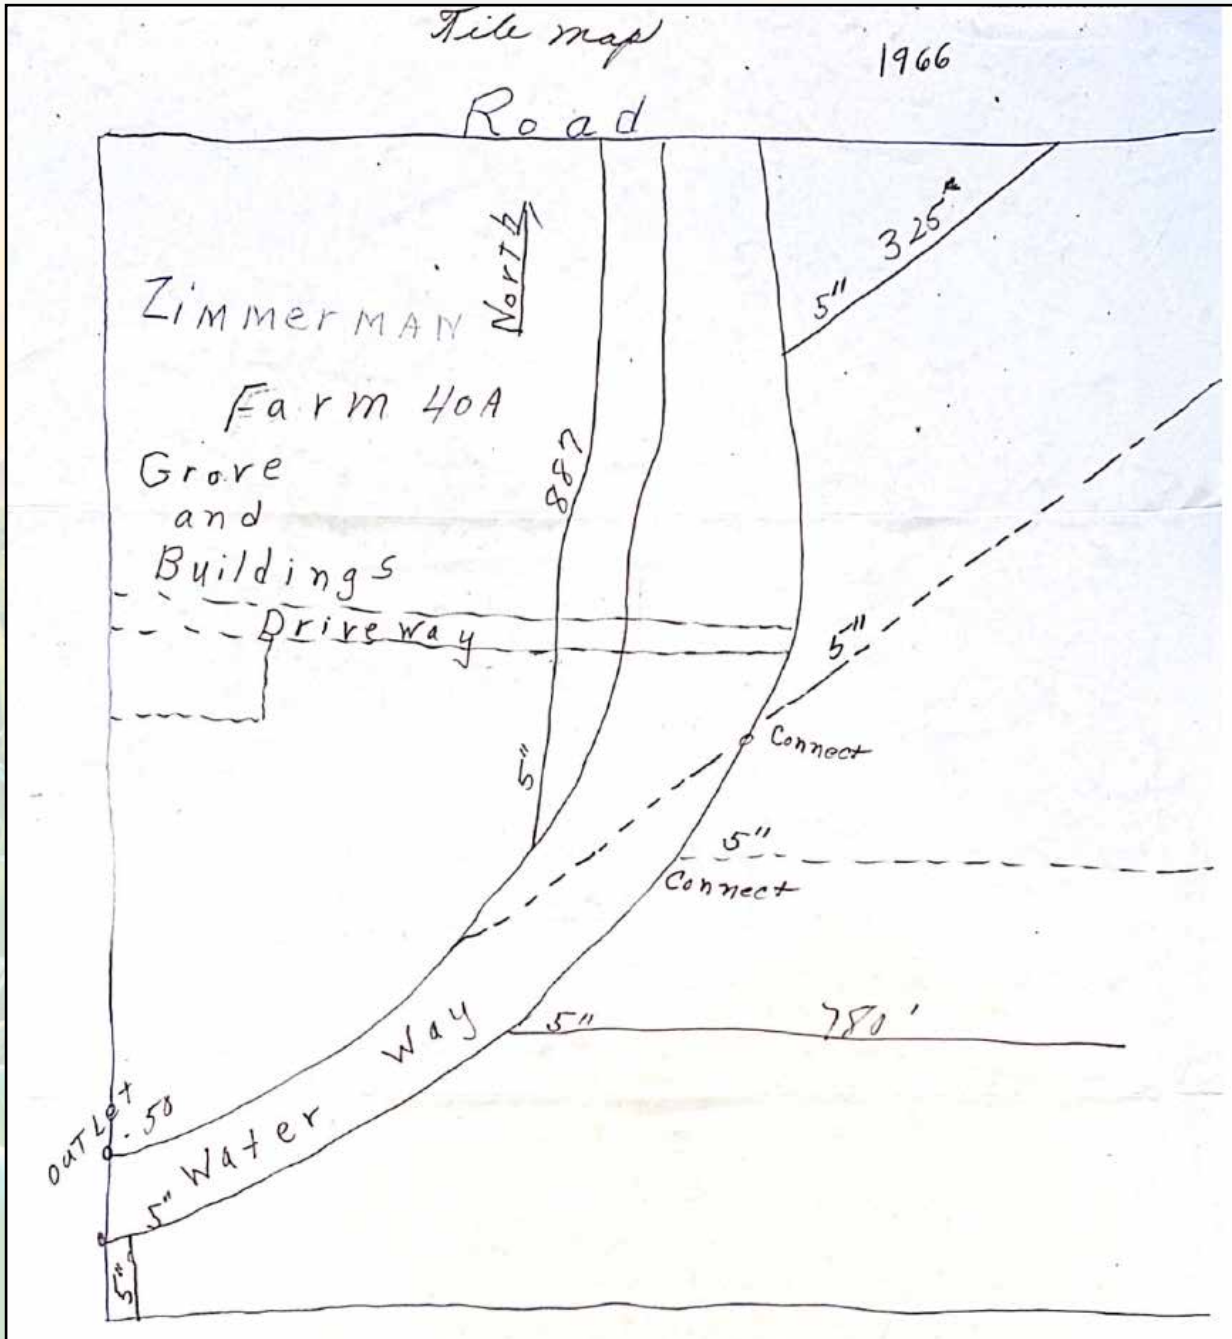 Tile map
1966
Road
North
325'
5"
Zimmerman
Farm 40A
Grove
and
Buildings
887
Driveway
5"
5"
Connect
5"
Connect
Way
5" 780'
Outlet
50
Water
5"
5"